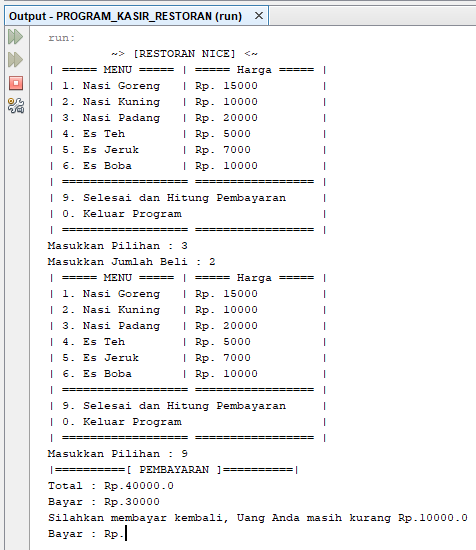 Output - PROGRAM_KASIR_RESTORAN (run) ×
run:
~> [RESTORAN NICE] <~
| ===== MENU ===== | ===== Harga ===== |
| 1. Nasi Goreng | Rp. 15000 |
| 2. Nasi Kuning | Rp. 10000 |
| 3. Nasi Padang | Rp. 20000 |
| 4. Es Teh | Rp. 5000 |
| 5. Es Jeruk | Rp. 7000 |
| 6. Es Boba | Rp. 10000 |
| ================== ================= |
| 9. Selesai dan Hitung Pembayaran |
| 0. Keluar Program |
| ================== ================= |
Masukkan Pilihan : 3
Masukkan Jumlah Beli : 2
| ===== MENU ===== | ===== Harga ===== |
| 1. Nasi Goreng | Rp. 15000 |
| 2. Nasi Kuning | Rp. 10000 |
| 3. Nasi Padang | Rp. 20000 |
| 4. Es Teh | Rp. 5000 |
| 5. Es Jeruk | Rp. 7000 |
| 6. Es Boba | Rp. 10000 |
| ================== ================= |
| 9. Selesai dan Hitung Pembayaran |
| 0. Keluar Program |
| ================== ================= |
Masukkan Pilihan : 9
|==========[ PEMBAYARAN ]==========|
Total : Rp.40000.0
Bayar : Rp.30000
Silahkan membayar kembali, Uang Anda masih kurang Rp.10000.0
Bayar : Rp.